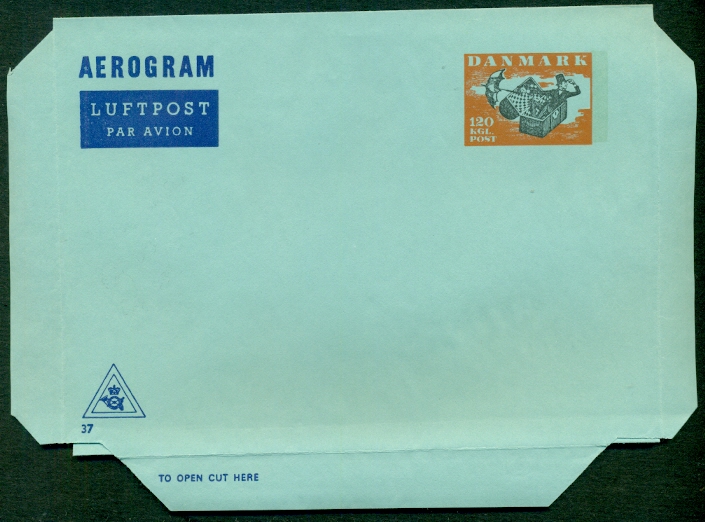 AEROGRAM
LUFTPOST
PAR AVION
DANMARK
120
KGL.
POST
37
TO OPEN CUT HERE